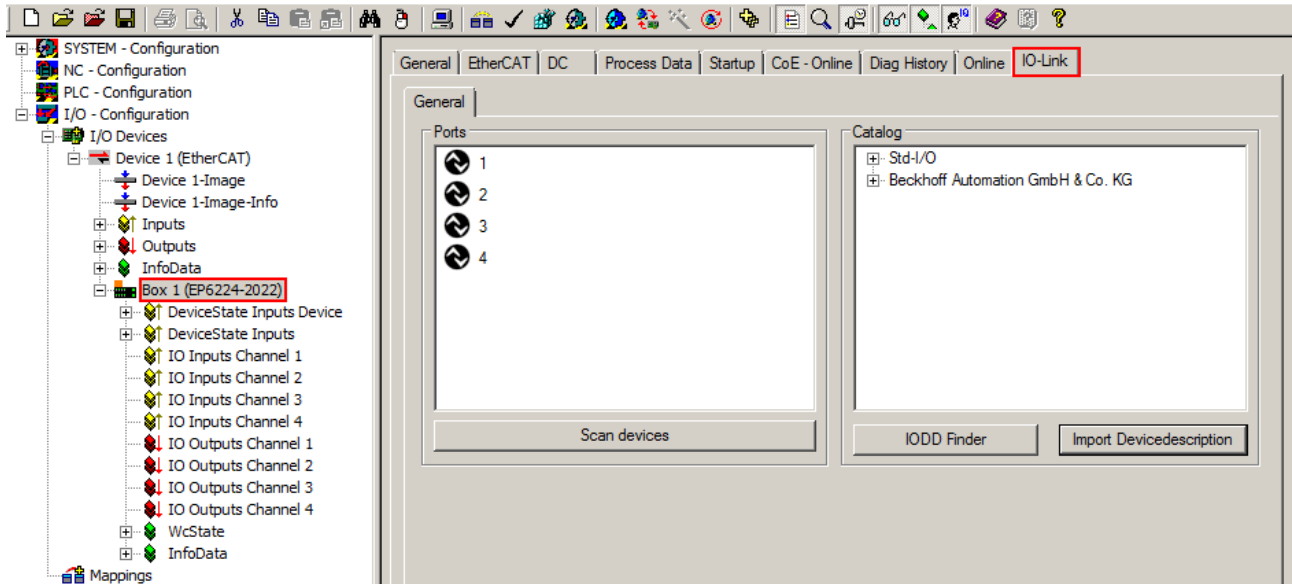 SYSTEM - Configuration
NC - Configuration
PLC - Configuration
I/O - Configuration
I/O Devices
Device 1 (EtherCAT)
Device 1-Image
Device 1-Image-Info
Inputs
Outputs
InfoData
Box 1 (EP6224-2022)
DeviceState Inputs Device
DeviceState Inputs
IO Inputs Channel 1
IO Inputs Channel 2
IO Inputs Channel 3
IO Inputs Channel 4
IO Outputs Channel 1
IO Outputs Channel 2
IO Outputs Channel 3
IO Outputs Channel 4
WcState
InfoData
Mappings
General EtherCAT DC Process Data Startup CoE - Online Diag History Online IO-Link
General
Ports
1
2
3
4
Scan devices
Catalog
Std-I/O
Beckhoff Automation GmbH & Co. KG
IODD Finder Import Devicedescription